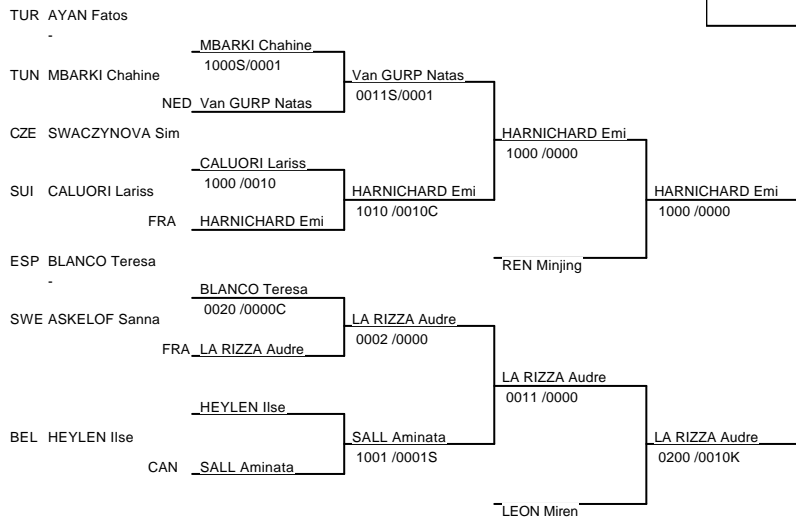 TUR AYAN Fatos
-
MBARKI Chahine
1000S/0001
TUN MBARKI Chahine
Van GURP Natas
0011S/0001
NED Van GURP Natas
CZE SWACZYNOVA Sim
HARNICHARD Emi
1000 /0000
CALUORI Lariss
1000 /0010
SUI CALUORI Lariss
HARNICHARD Emi
1010 /0010C
HARNICHARD Emi
1000 /0000
FRA HARNICHARD Emi
ESP BLANCO Teresa
-
REN Minjing
BLANCO Teresa
0020 /0000C
SWE ASKELOF Sanna
LA RIZZA Audre
0002 /0000
FRA LA RIZZA Audre
LA RIZZA Audre
0011 /0000
HEYLEN Ilse
BEL HEYLEN Ilse
SALL Aminata
1001 /0001S
LA RIZZA Audre
0200 /0010K
CAN SALL Aminata
LEON Miren